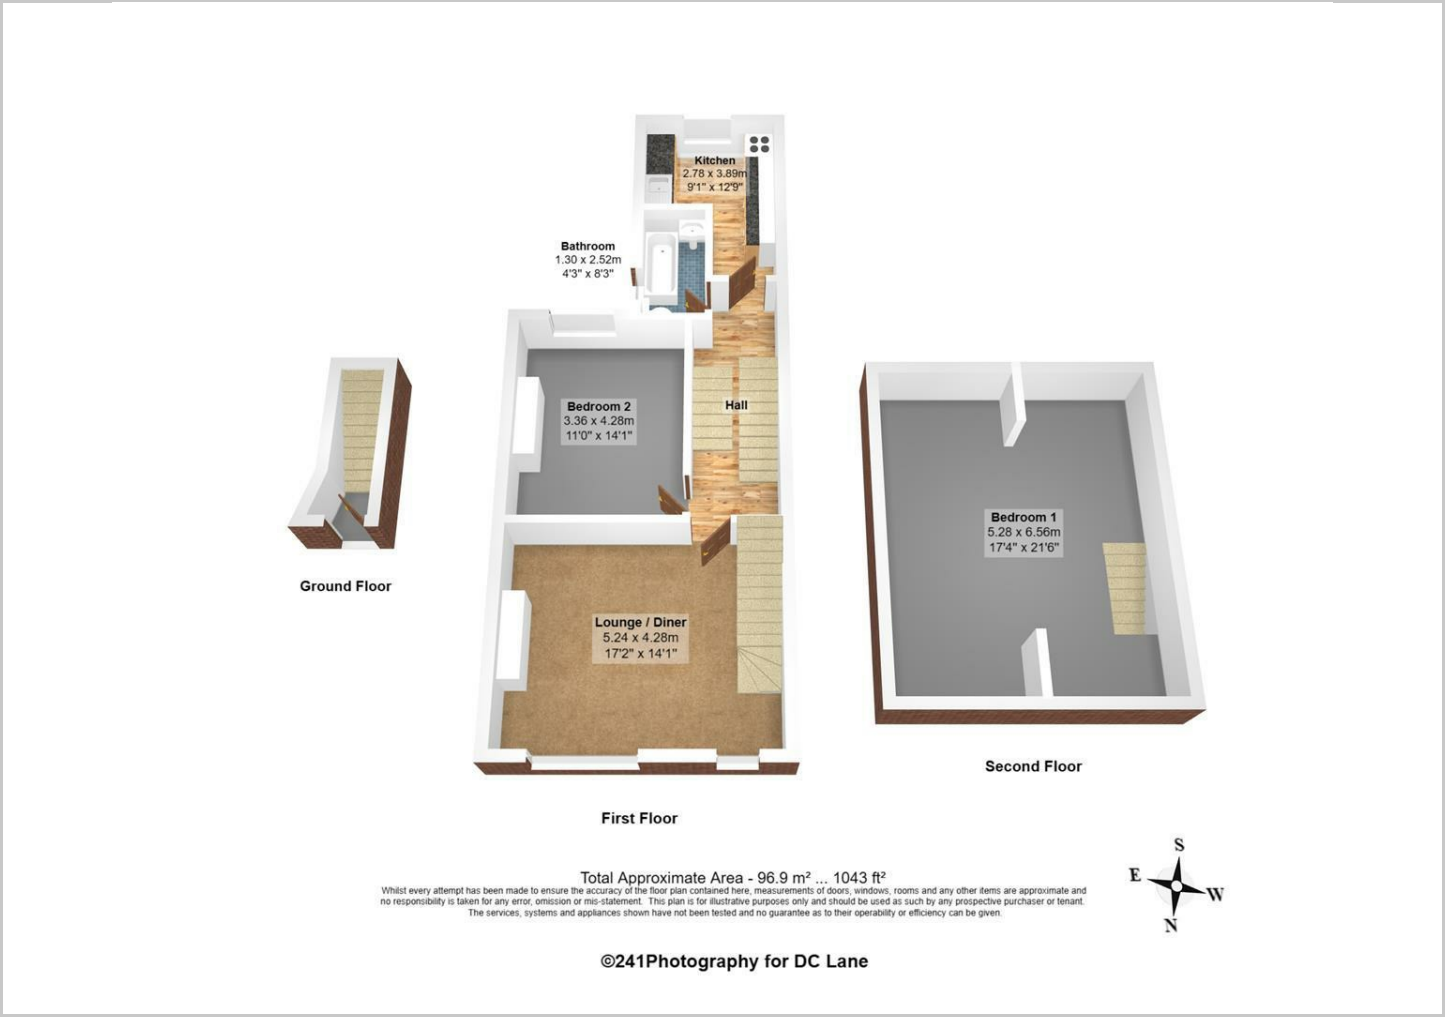 Kitchen
2.78 x 3.89m
9'1" x 12'9"
Bathroom
1.30 x 2.52m
4'3" x 8'3"
Bedroom 2
3.36 x 4.28m
11'0" x 14'1"
Hall
Bedroom 1
5.28 x 6.56m
17'4" x 21'6"
Ground Floor
Lounge / Diner
5.24 x 4.28m
17'2" x 14'1"
Second Floor
First Floor
S
E
W
N
Total Approximate Area - 96.9 m² ... 1043 ft²
Whilst every attempt has been made to ensure the accuracy of the floor plan contained here, measurements of doors, windows, rooms and any other items are approximate and
no responsibility is taken for any error, omission or mis-statement. This plan is for illustrative purposes only and should be used as such by any prospective purchaser or tenant.
The services, systems and appliances shown have not been tested and no guarantee as to their operability or efficiency can be given.
©241Photography for DC Lane